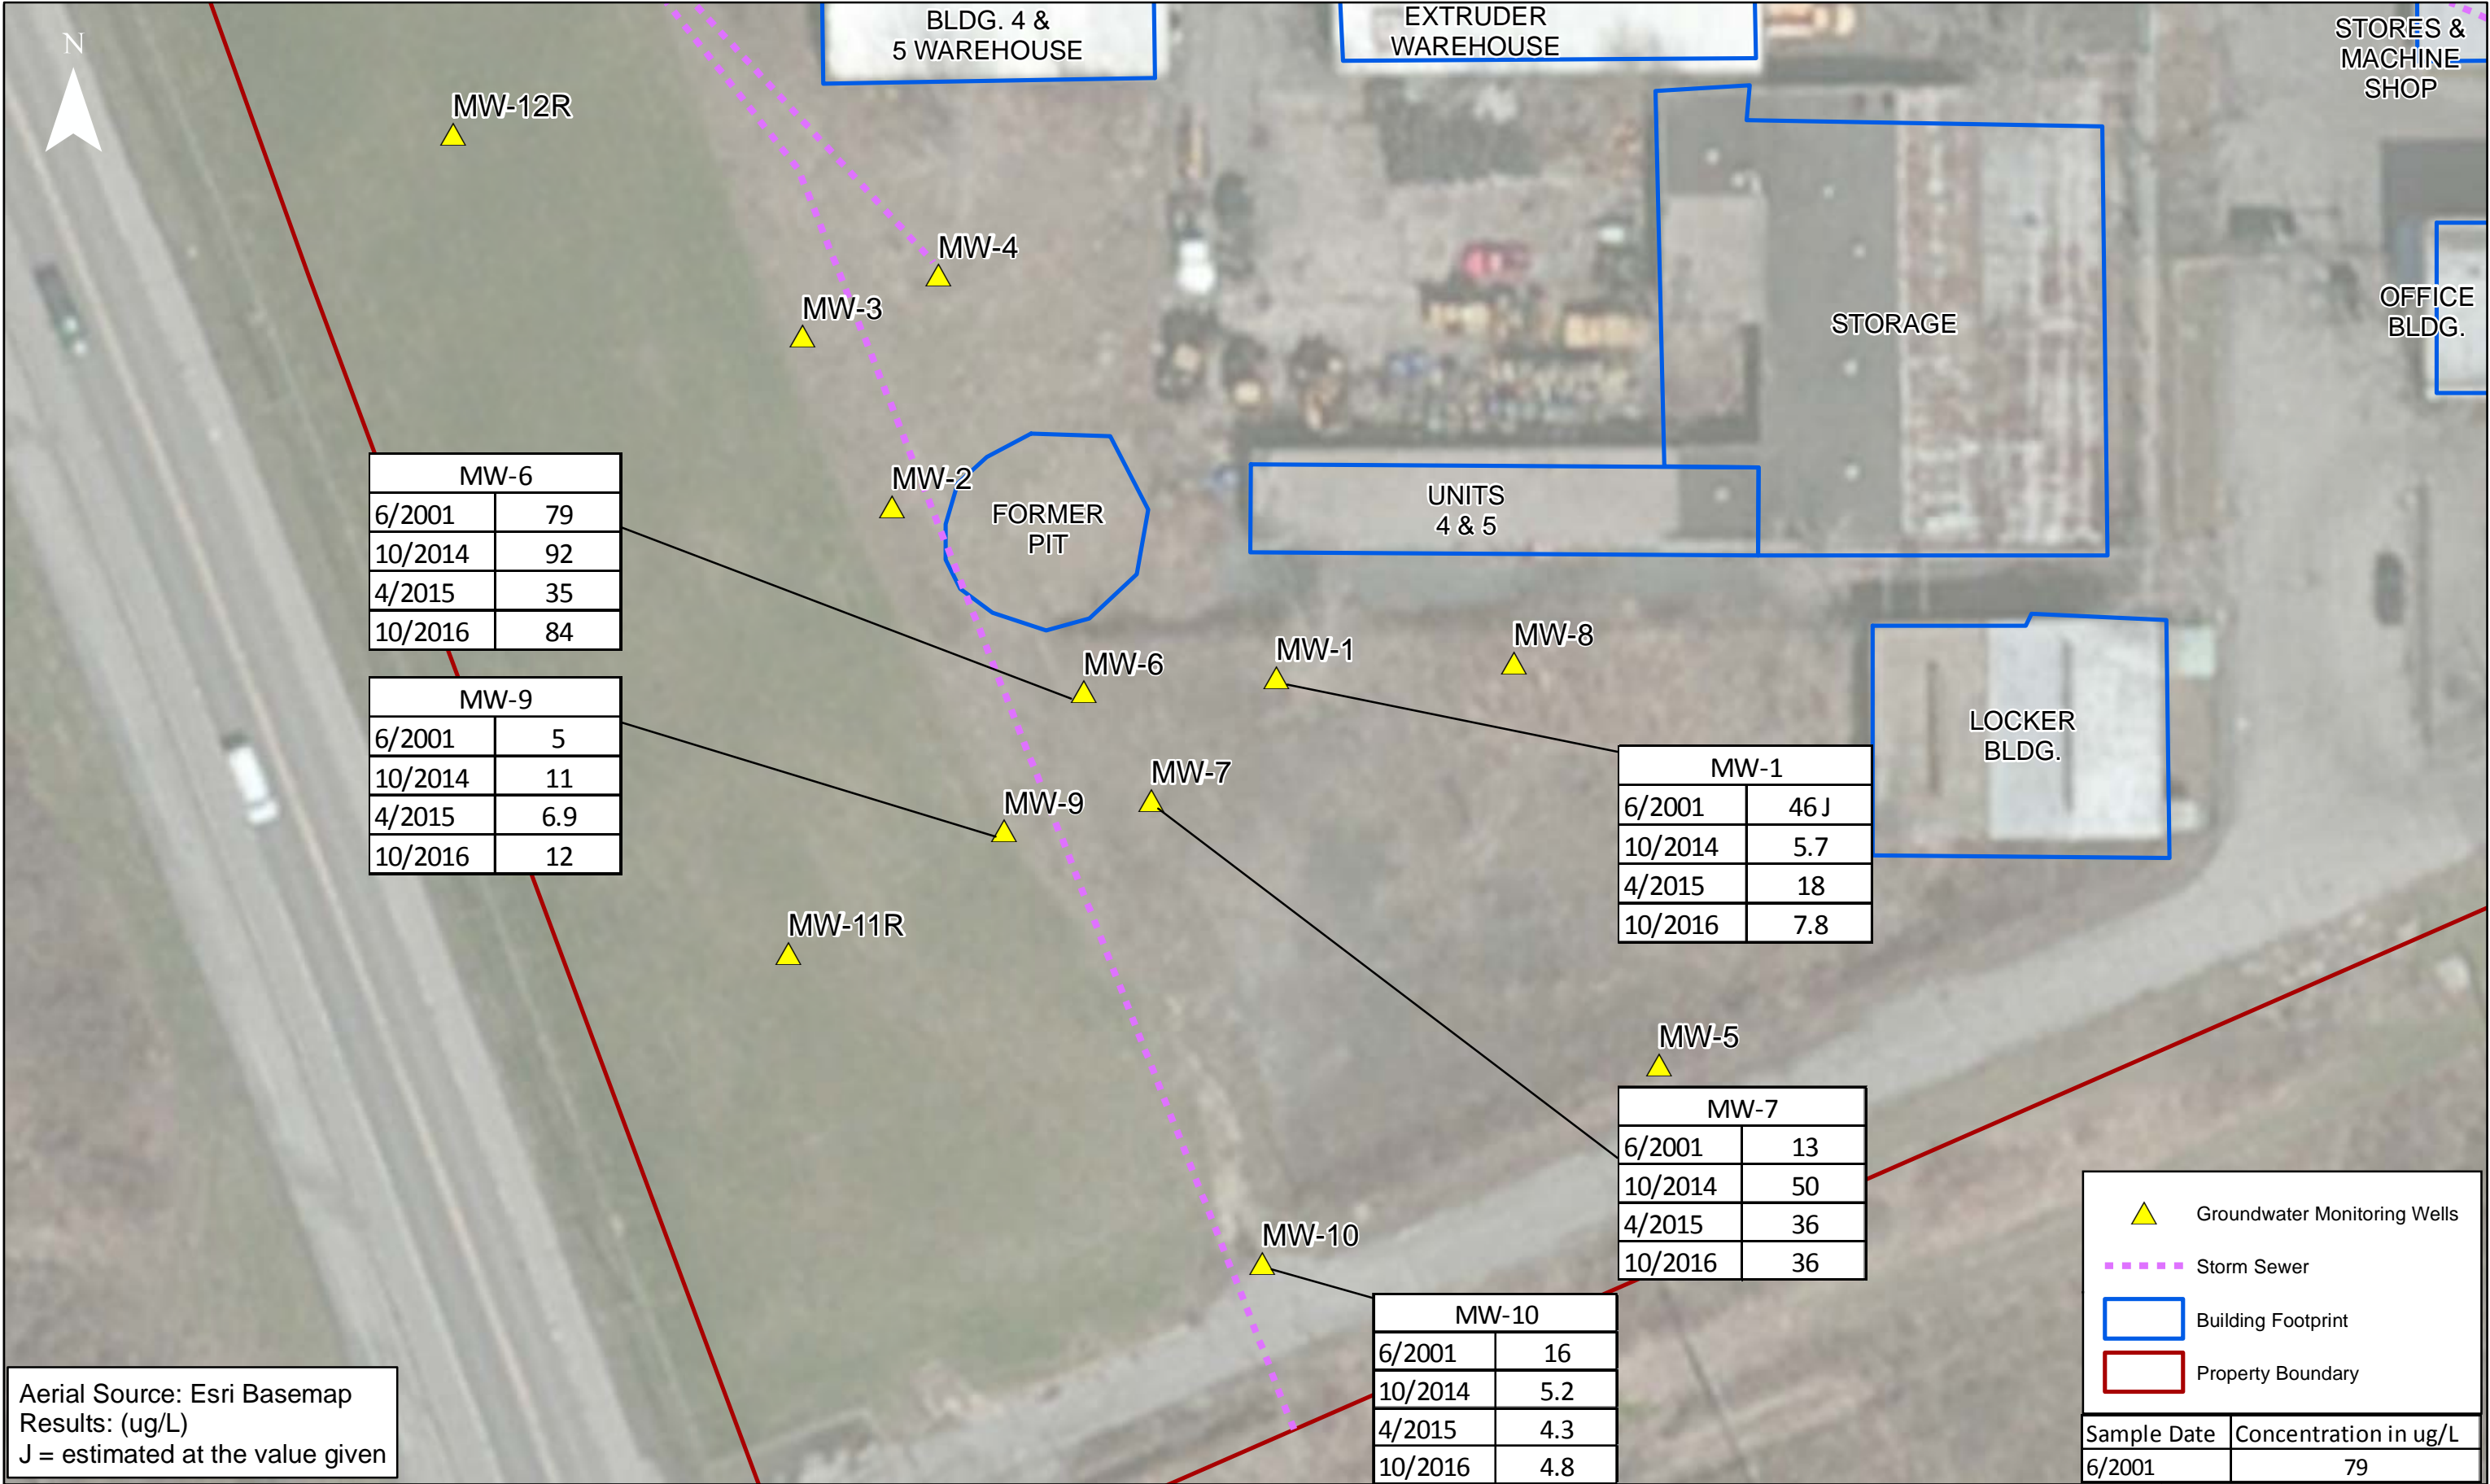 N
BLDG. 4 &
5 WAREHOUSE
EXTRUDER
WAREHOUSE
STORES &
MACHINE
SHOP
MW-12R
MW-4
MW-3
STORAGE
OFFICE
BLDG.
MW-2
FORMER
PIT
UNITS
4 & 5
MW-6
6/2001 79
10/2014 92
4/2015 35
10/2016 84
MW-6
MW-1
MW-8
MW-9
6/2001 5
10/2014 11
4/2015 6.9
10/2016 12
MW-9
MW-7
LOCKER
BLDG.
MW-1
6/2001 46 J
10/2014 5.7
4/2015 18
10/2016 7.8
MW-11R
MW-5
MW-7
6/2001 13
10/2014 50
4/2015 36
10/2016 36
MW-10
MW-10
6/2001 16
10/2014 5.2
4/2015 4.3
10/2016 4.8
Groundwater Monitoring Wells
Storm Sewer
Building Footprint
Property Boundary
Sample Date Concentration in ug/L
6/2001 79
Aerial Source: Esri Basemap
Results: (ug/L)
J = estimated at the value given